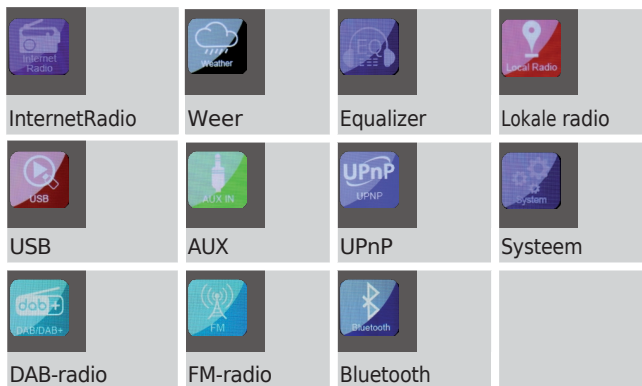 Internet
Radio
Weather
EQ
Local Radio
InternetRadio
Weer
Equalizer
Lokale radio
USB
AUX IN
UPnP
UPNP
System
USB
AUX
UPnP
Systeem
dab+
DAB/DAB+
FM
Bluetooth
DAB-radio
FM-radio
Bluetooth